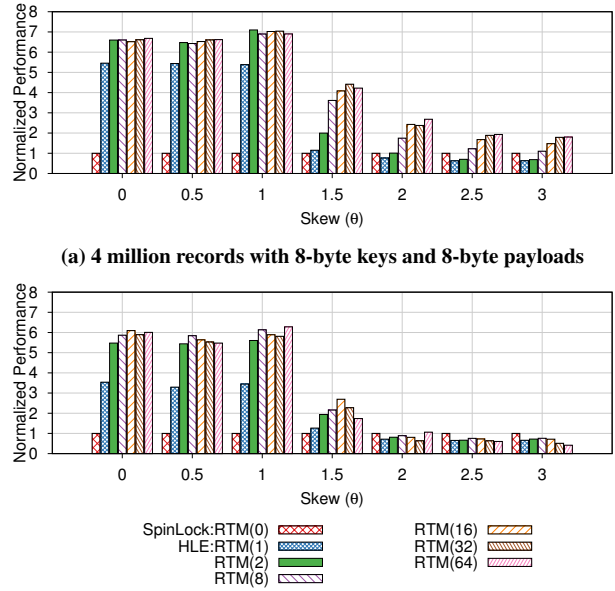 8
7
6
5
4
3
2
1
0
Normalized Performance
0 0.5 1 1.5 2 2.5 3
Skew (θ)
(a) 4 million records with 8-byte keys and 8-byte payloads
8
7
6
5
4
3
2
1
0
Normalized Performance
0 0.5 1 1.5 2 2.5 3
Skew (θ)
SpinLock:RTM(0)
HLE:RTM(1)
RTM(2)
RTM(8)
RTM(16)
RTM(32)
RTM(64)